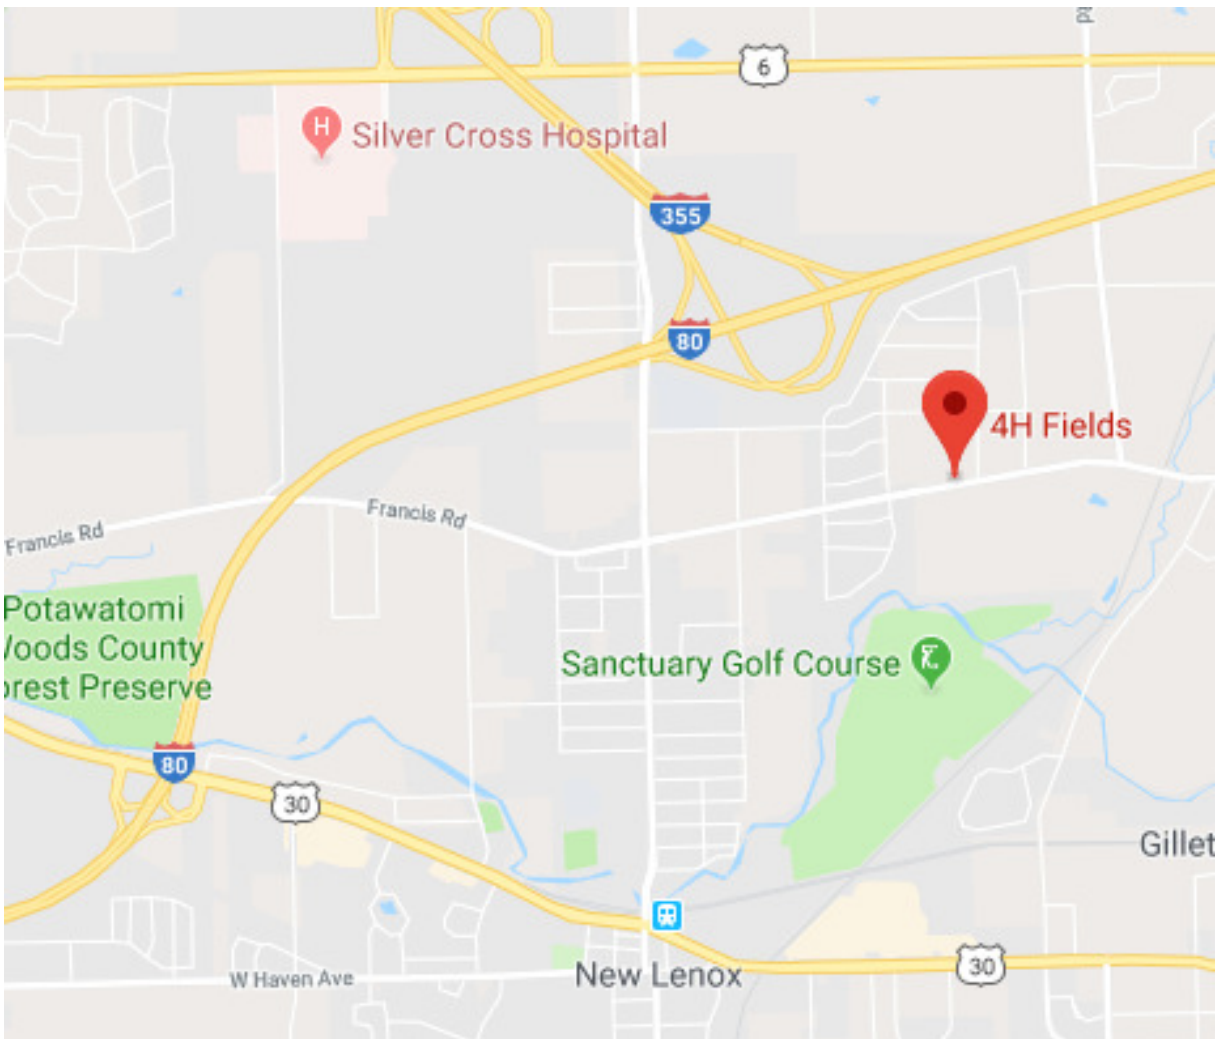 6
H
Silver Cross Hospital
355
80
4H Fields
Francis Rd
Francis Rd
Potawatomi
Woods County
orest Preserve
Sanctuary Golf Course
80
30
Gillet
New Lenox
W Haven Ave
30